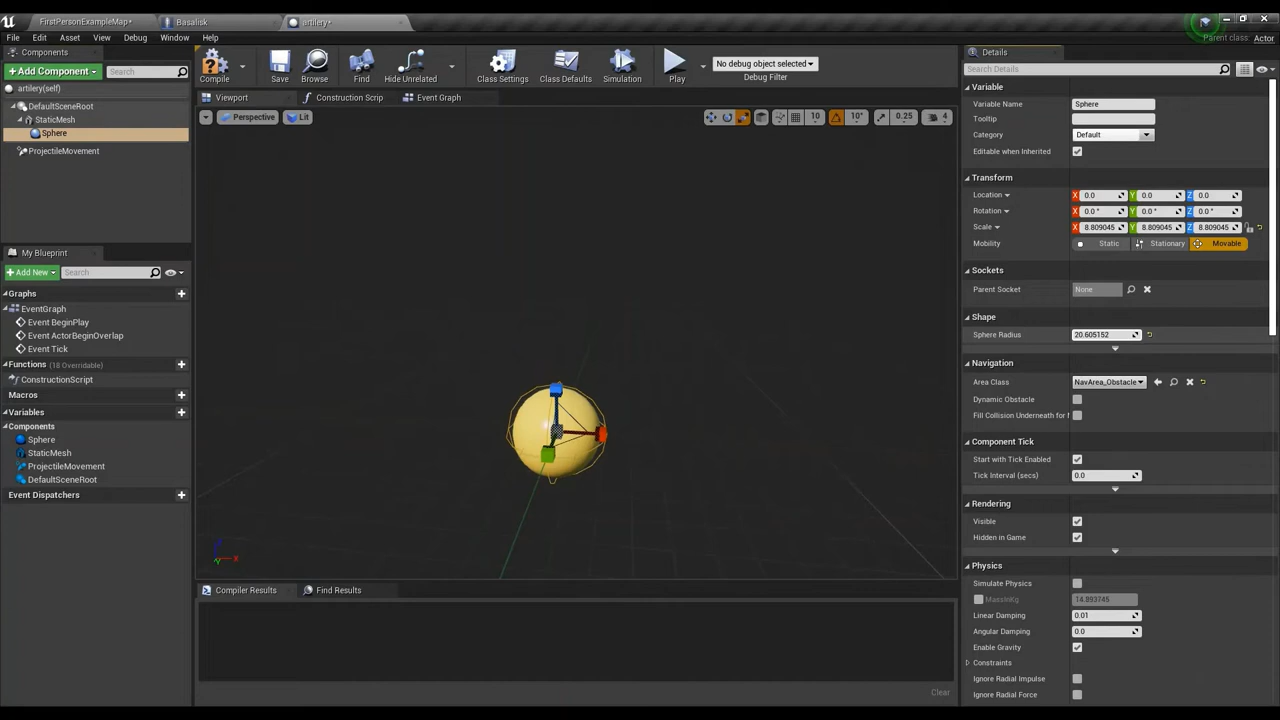 FirstPersonExampleMap*
Basalisk
artilery*
Parent class: Actor
File Edit Asset View Debug Window Help
Components
+ Add Component
Search
artilery(self)
DefaultSceneRoot
StaticMesh
Sphere
ProjectileMovement
My Blueprint
+ Add New
Search
Graphs
EventGraph
Event BeginPlay
Event ActorBeginOverlap
Event Tick
Functions (18 Overridable)
ConstructionScript
Macros
Variables
Components
Sphere
StaticMesh
ProjectileMovement
DefaultSceneRoot
Event Dispatchers
Compile
Save
Browse
Find
Hide Unrelated
Class Settings
Class Defaults
Simulation
Play
No debug object selected
Debug Filter
Viewport
Construction Scrip
Event Graph
Perspective
Lit
10
10°
0.25
4
Compiler Results
Find Results
Clear
Details
Search Details
Variable
Variable Name Sphere
Tooltip
Category Default
Editable when Inherited
Transform
Location X 0.0 Y 0.0 Z 0.0
Rotation X 0.0 ° Y 0.0 ° Z 0.0 °
Scale X 8.809045 Y 8.809045 Z 8.809045
Mobility Static Stationary Movable
Sockets
Parent Socket None
Shape
Sphere Radius 20.605152
Navigation
Area Class NavArea_Obstacle
Dynamic Obstacle
Fill Collision Underneath for
Component Tick
Start with Tick Enabled
Tick Interval (secs) 0.0
Rendering
Visible
Hidden in Game
Physics
Simulate Physics
MassInKg 14.893745
Linear Damping 0.01
Angular Damping 0.0
Enable Gravity
Constraints
Ignore Radial Impulse
Ignore Radial Force